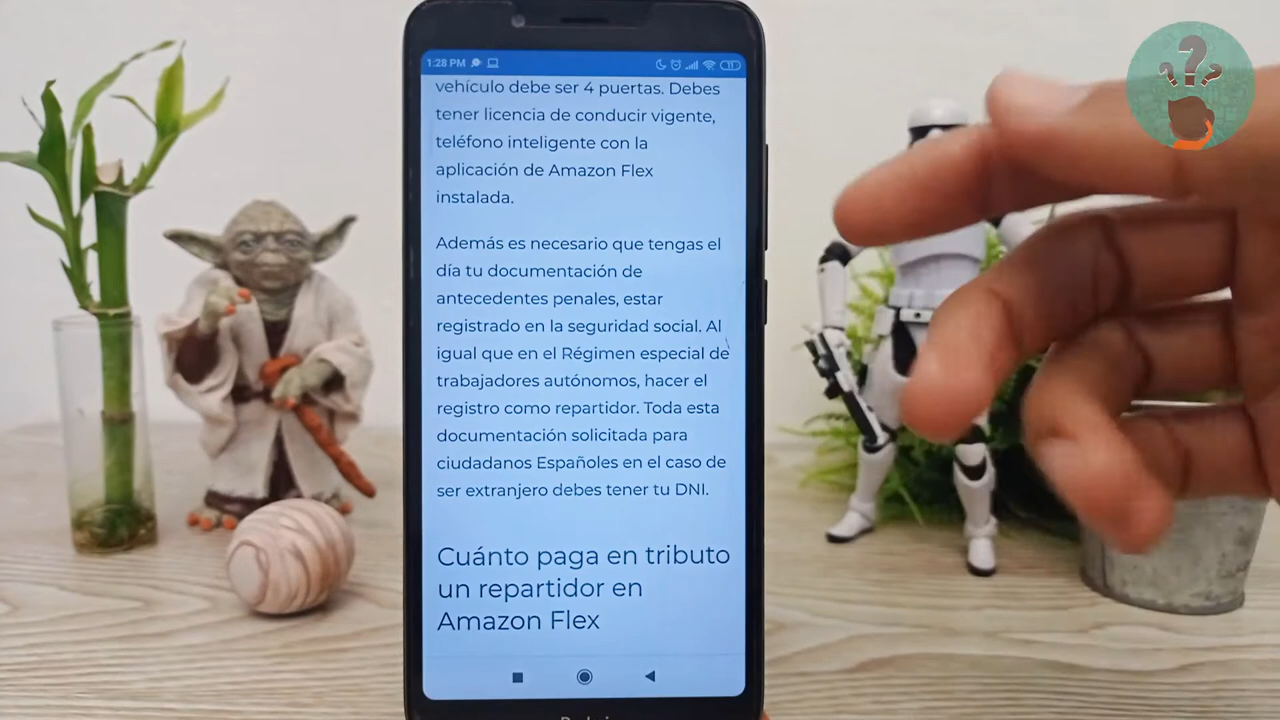 1:28 PM
11
vehículo debe ser 4 puertas. Debes
tener licencia de conducir vigente,
teléfono inteligente con la
aplicación de Amazon Flex
instalada.
Además es necesario que tengas el
día tu documentación de
antecedentes penales, estar
registrado en la seguridad social. Al
igual que en el Régimen especial de
trabajadores autónomos, hacer el
registro como repartidor. Toda esta
documentación solicitada para
ciudadanos Españoles en el caso de
ser extranjero debes tener tu DNI.
Cuánto paga en tributo
un repartidor en
Amazon Flex